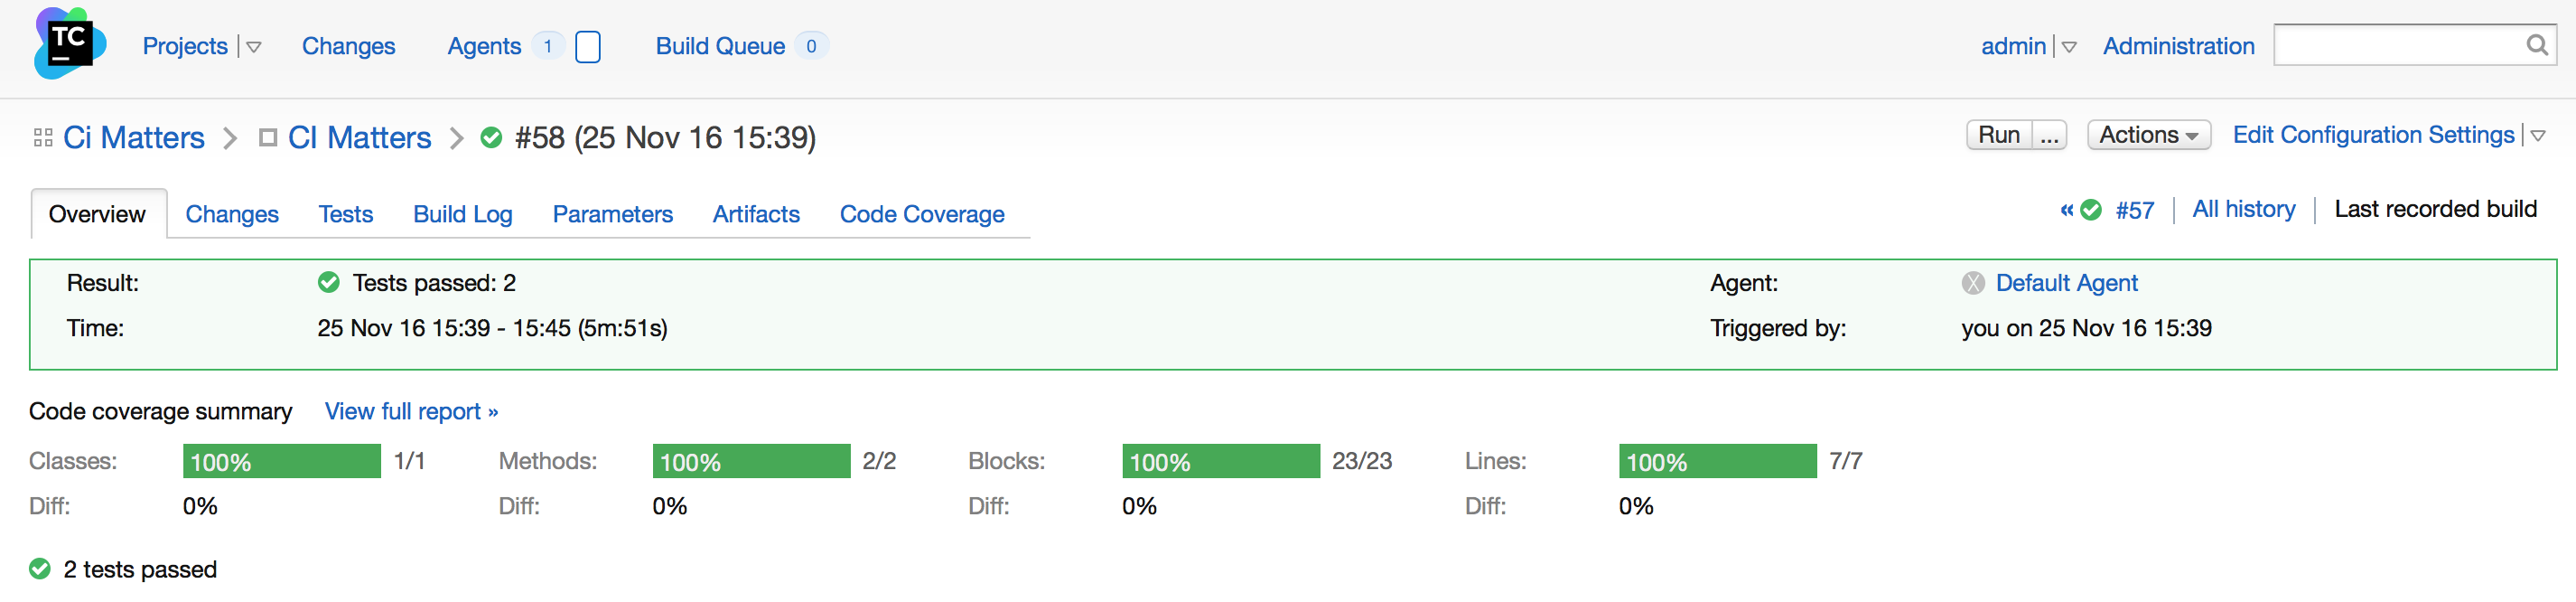 TC
Projects Changes Agents 1 Build Queue 0 admin Administration
Ci Matters CI Matters #58 (25 Nov 16 15:39) Run ... Actions Edit Configuration Settings
Overview Changes Tests Build Log Parameters Artifacts Code Coverage « #57 All history Last recorded build
Result: Tests passed: 2 Agent: Default Agent
Time: 25 Nov 16 15:39 - 15:45 (5m:51s) Triggered by: you on 25 Nov 16 15:39
Code coverage summary View full report »
Classes: 100% 1/1 Methods: 100% 2/2 Blocks: 100% 23/23 Lines: 100% 7/7
Diff: 0% Diff: 0% Diff: 0% Diff: 0%
2 tests passed